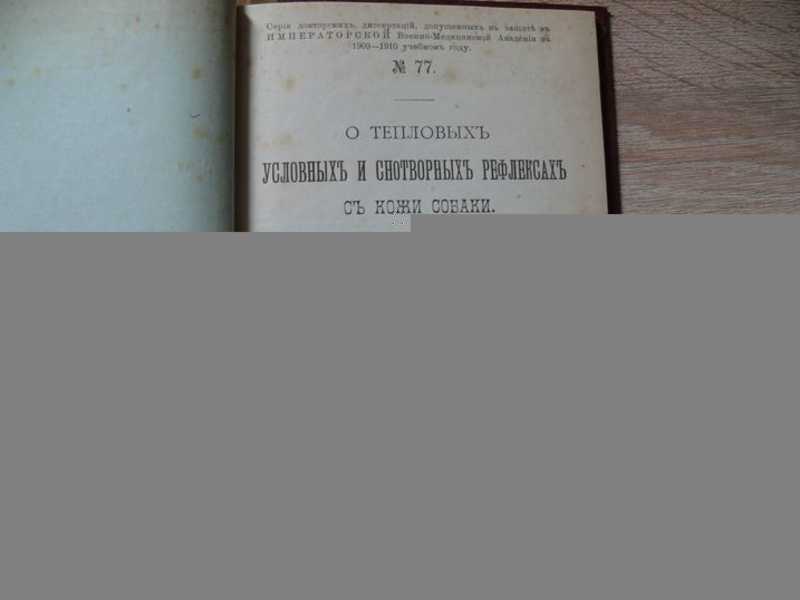 Серія докторскихъ диссертацій, допущенныхъ къ защитѣ въ
ИМПЕРАТОРСКОЙ Военно-Медицинской Академіи въ
1909—1910 учебномъ году.
№ 77.
О ТЕПЛОВЫХЪ
УСЛОВНЫХЪ И СНОТВОРНЫХЪ РЕФЛЕКСАХЪ
СЪ КОЖИ СОБАКИ.